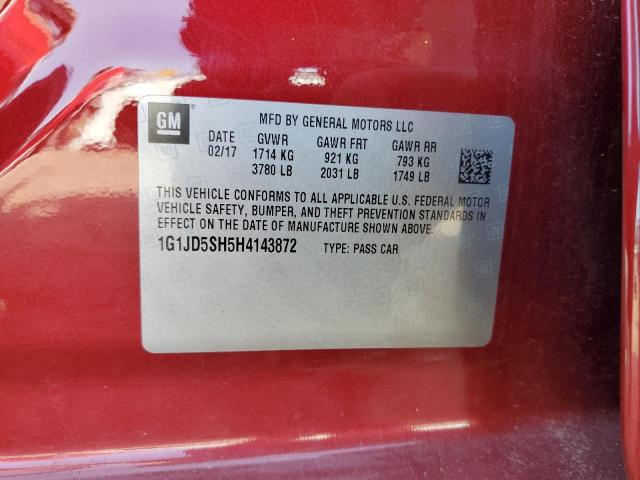 GM
MFD BY GENERAL MOTORS LLC
DATE GVWR GAWR FRT GAWR RR
02/17 1714 KG 921 KG 793 KG
3780 LB 2031 LB 1749 LB
THIS VEHICLE CONFORMS TO ALL APPLICABLE U.S. FEDERAL MOTOR
VEHICLE SAFETY, BUMPER, AND THEFT PREVENTION STANDARDS IN
EFFECT ON THE DATE OF MANUFACTURE SHOWN ABOVE.
1G1JD5SH5H4143872 TYPE: PASS CAR